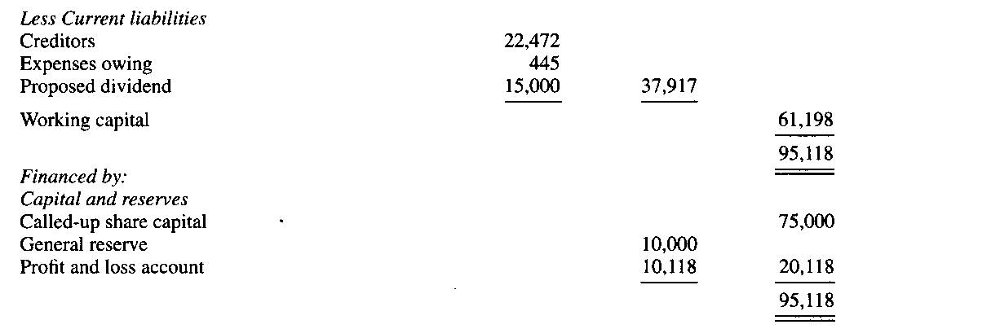 Less Current liabilities
Creditors 22,472
Expenses owing 445
Proposed dividend 15,000 37,917
Working capital 61,198
95,118
Financed by:
Capital and reserves
Called-up share capital 75,000
General reserve 10,000
Profit and loss account 10,118 20,118
95,118